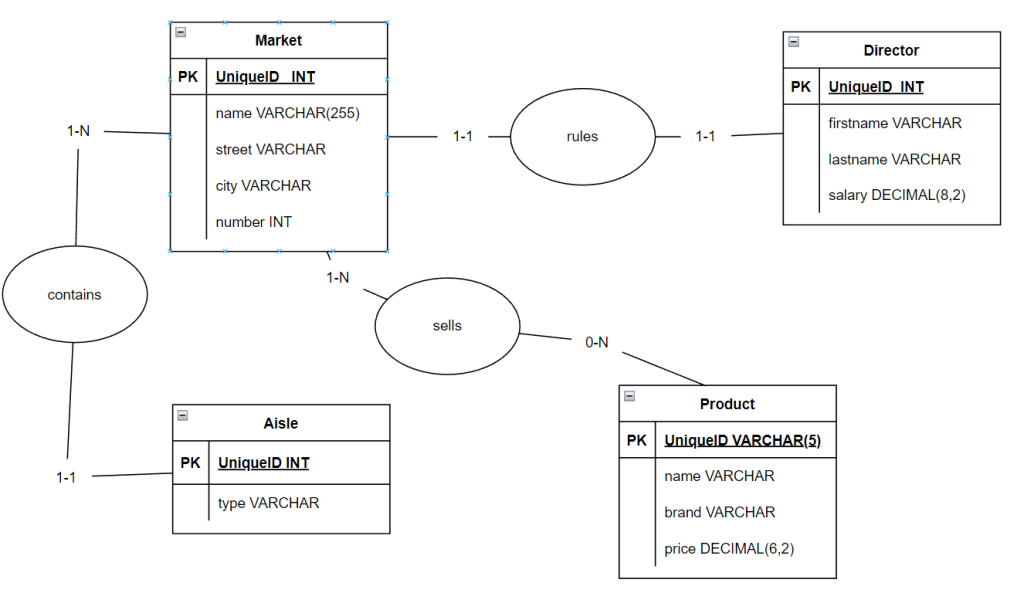 Market
PK UniqueID INT
name VARCHAR(255)
street VARCHAR
city VARCHAR
number INT
Director
PK UniqueID INT
firstname VARCHAR
lastname VARCHAR
salary DECIMAL(8,2)
1-N
1-1
rules
1-1
contains
1-N
sells
0-N
1-1
Aisle
PK UniqueID INT
type VARCHAR
Product
PK UniqueID VARCHAR(5)
name VARCHAR
brand VARCHAR
price DECIMAL(6,2)